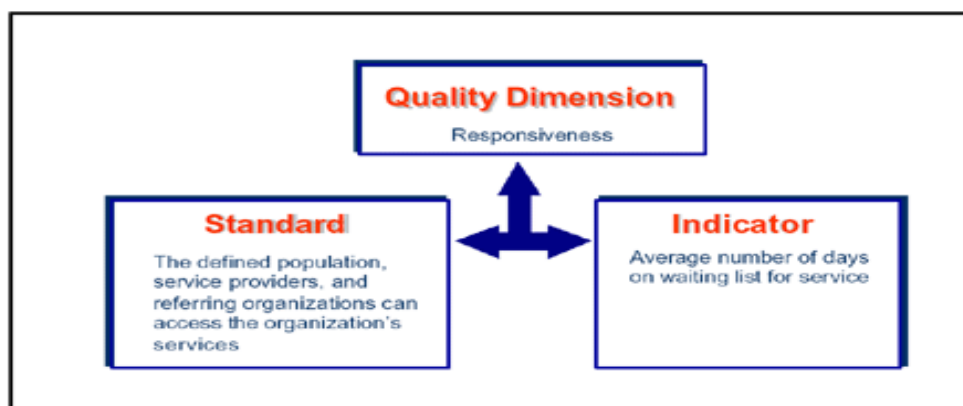 Quality Dimension
Responsiveness
Standard
The defined population,
service providers, and
referring organizations can
access the organization's
services
Indicator
Average number of days
on waiting list for service